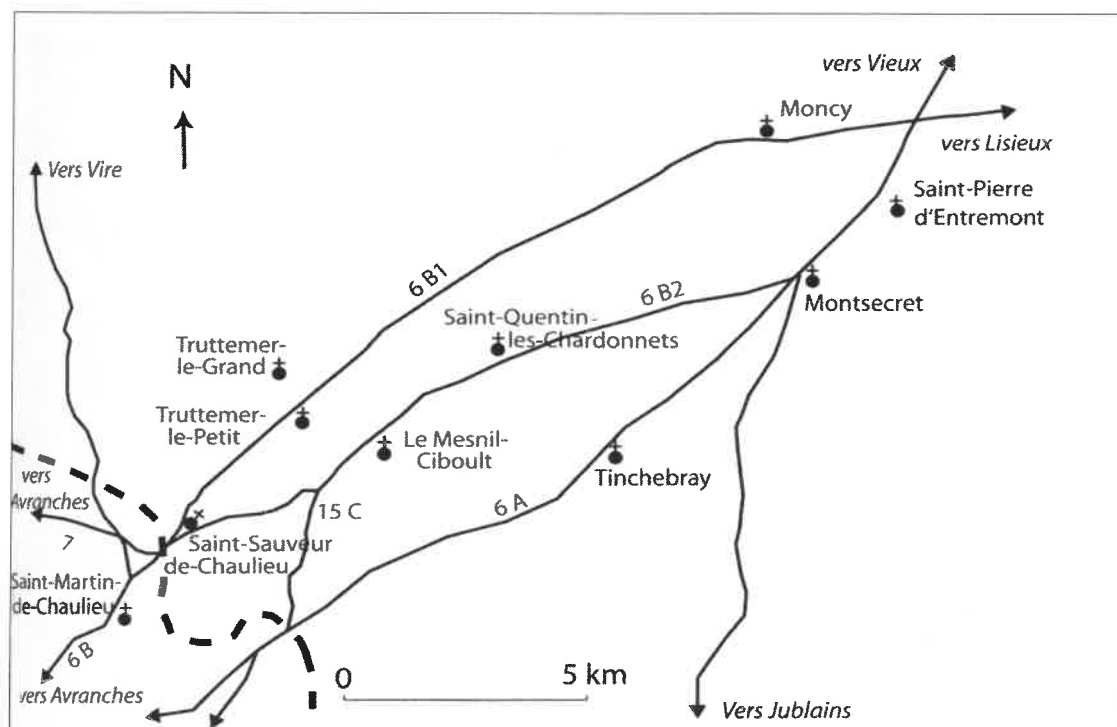 N
vers Vieux
Moncy
vers Lisieux
Vers Vire
Saint-Pierre
d'Entremont
6 B1
6 B2
Montsecret
Saint-Quentin-
les-Chardonnets
Truttemer-
le-Grand
Truttemer-
le-Petit
Le Mesnil-
Ciboult
Tinchebray
vers
Avranches
7
15 C
6 A
Saint-Sauveur
de-Chaulieu
Saint-Martin-
de-Chaulieu
6 B
vers Avranches
0
5 km
Vers Jublains